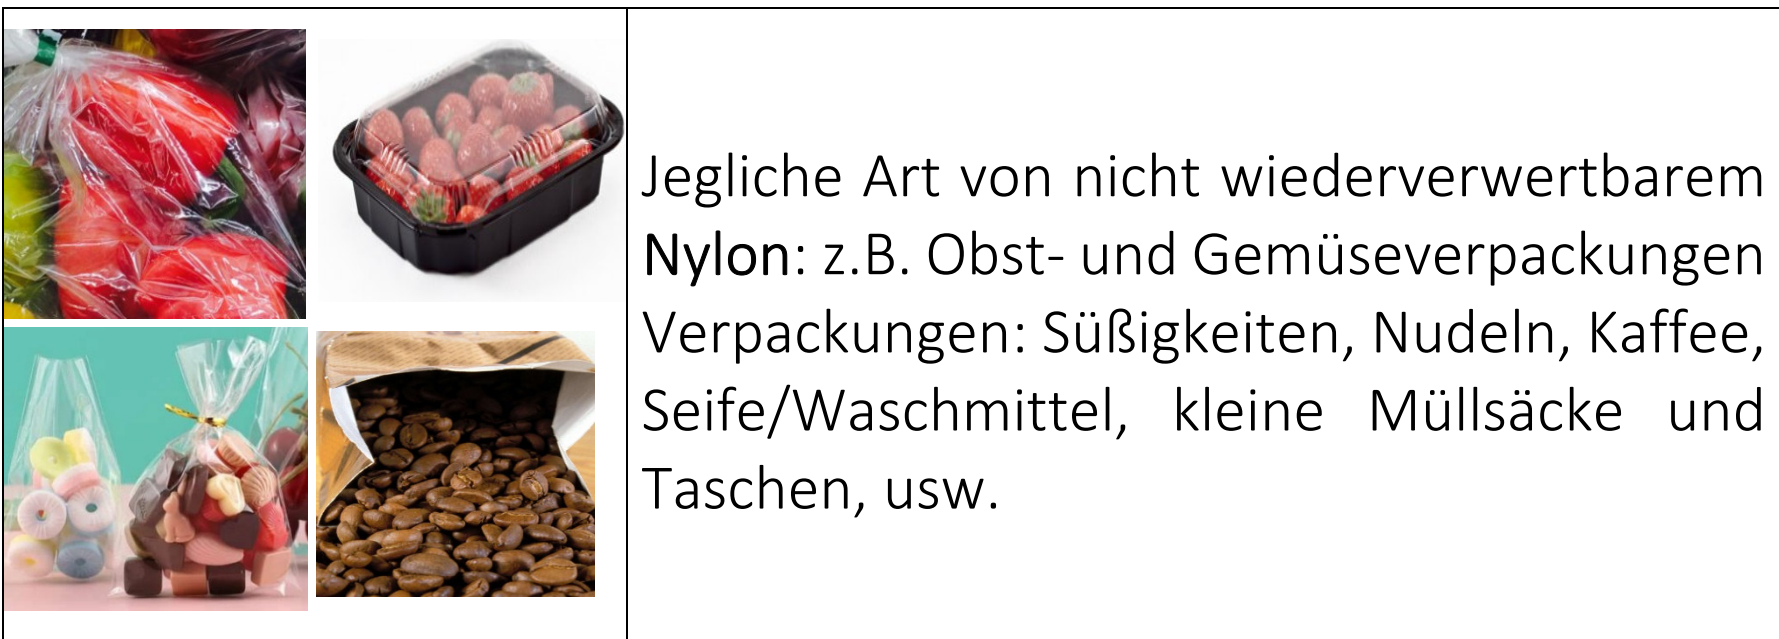 Jegliche Art von nicht wiederverwertbarem
Nylon: z.B. Obst- und Gemüseverpackungen
Verpackungen: Süßigkeiten, Nudeln, Kaffee,
Seife/Waschmittel, kleine Müllsäcke und
Taschen, usw.